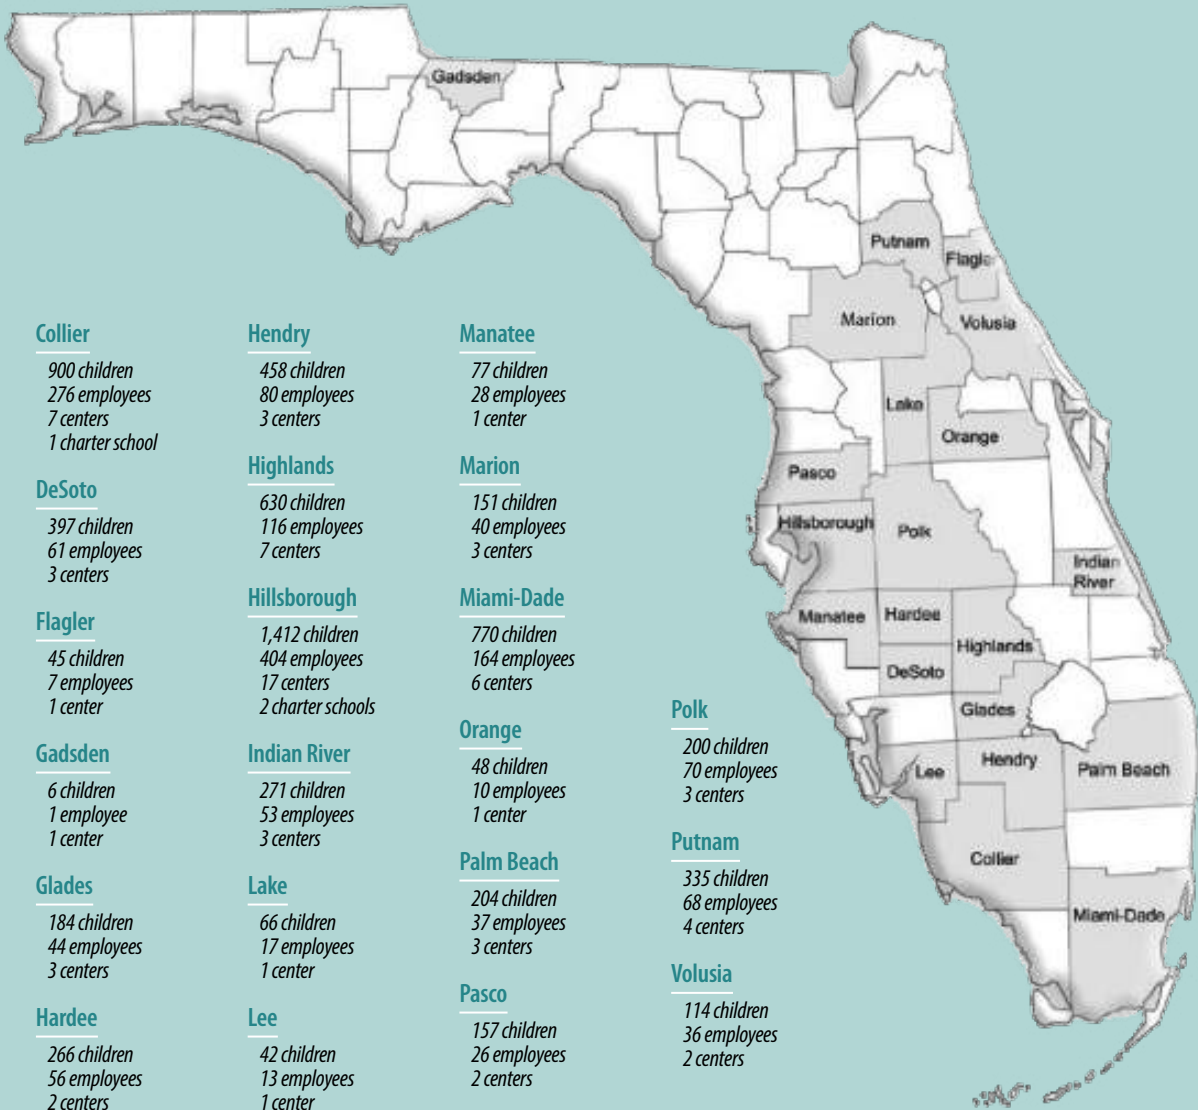 Gadsden
Putnam
Flagler
Marion
Volusia
Lake
Orange
Pasco
Hillsborough
Polk
Indian
River
Manatee
Hardee
Highlands
DeSoto
Glades
Lee
Hendry
Palm Beach
Collier
Miami-Dade
Collier
900 children
276 employees
7 centers
1 charter school
DeSoto
397 children
61 employees
3 centers
Flagler
45 children
7 employees
1 center
Gadsden
6 children
1 employee
1 center
Glades
184 children
44 employees
3 centers
Hardee
266 children
56 employees
2 centers
Hendry
458 children
80 employees
3 centers
Highlands
630 children
116 employees
7 centers
Hillsborough
1,412 children
404 employees
17 centers
2 charter schools
Indian River
271 children
53 employees
3 centers
Lake
66 children
17 employees
1 center
Lee
42 children
13 employees
1 center
Manatee
77 children
28 employees
1 center
Marion
151 children
40 employees
3 centers
Miami-Dade
770 children
164 employees
6 centers
Orange
48 children
10 employees
1 center
Palm Beach
204 children
37 employees
3 centers
Pasco
157 children
26 employees
2 centers
Polk
200 children
70 employees
3 centers
Putnam
335 children
68 employees
4 centers
Volusia
114 children
36 employees
2 centers